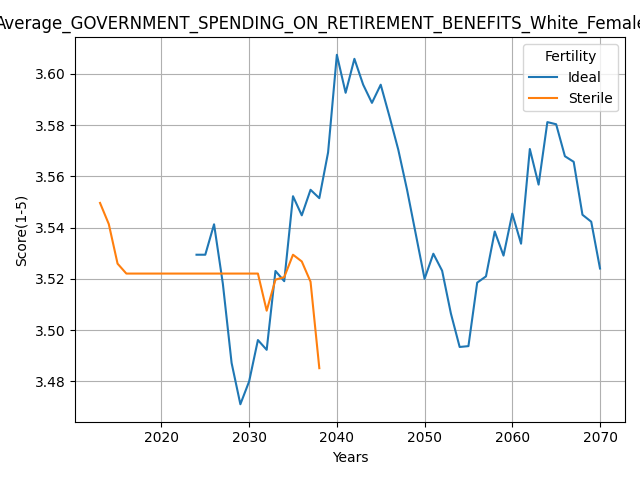 Average_GOVERNMENT_SPENDING_ON_RETIREMENT_BENEFITS_White_Female
Fertility
Ideal
Sterile
Score(1-5)
3.60
3.58
3.56
3.54
3.52
3.50
3.48
2020 2030 2040 2050 2060 2070
Years